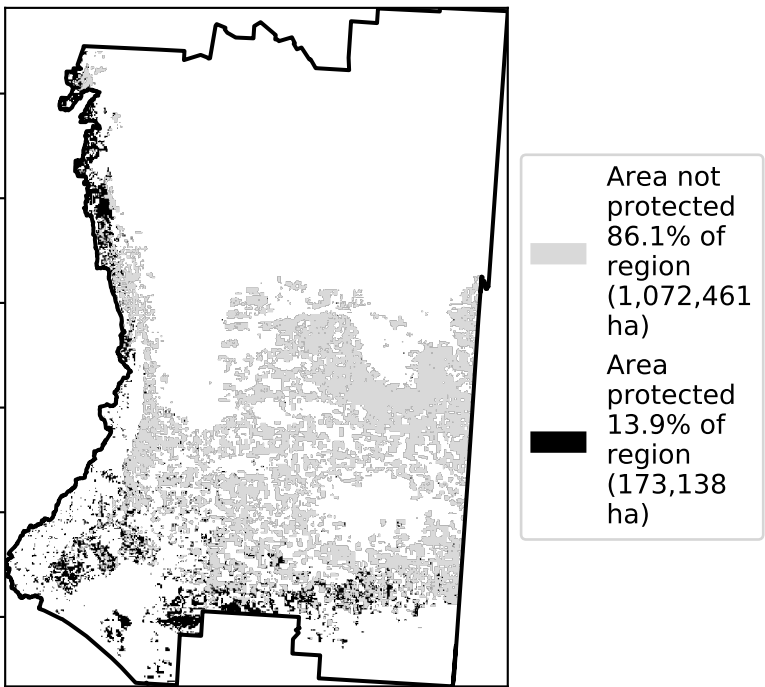 Area not
protected
86.1% of
region
(1,072,461
ha)
Area
protected
13.9% of
region
(173,138
ha)